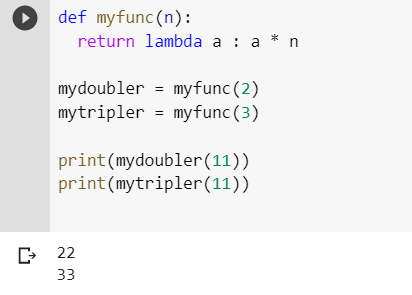 def myfunc(n):
  return lambda a : a * n

mydoubler = myfunc(2)
mytripler = myfunc(3)

print(mydoubler(11))
print(mytripler(11))

22
33